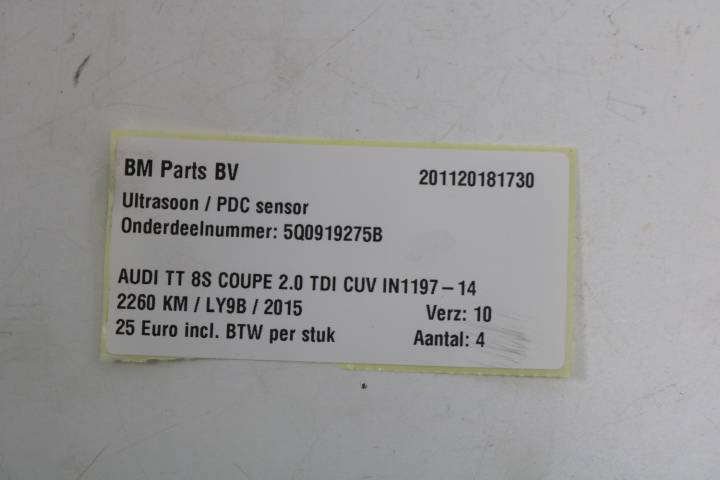 BM Parts BV 201120181730
Ultrasoon / PDC sensor
Onderdeelnummer: 5Q0919275B
AUDI TT 8S COUPE 2.0 TDI CUV IN1197-14
2260 KM / LY9B / 2015 Verz: 10
25 Euro incl. BTW per stuk Aantal: 4